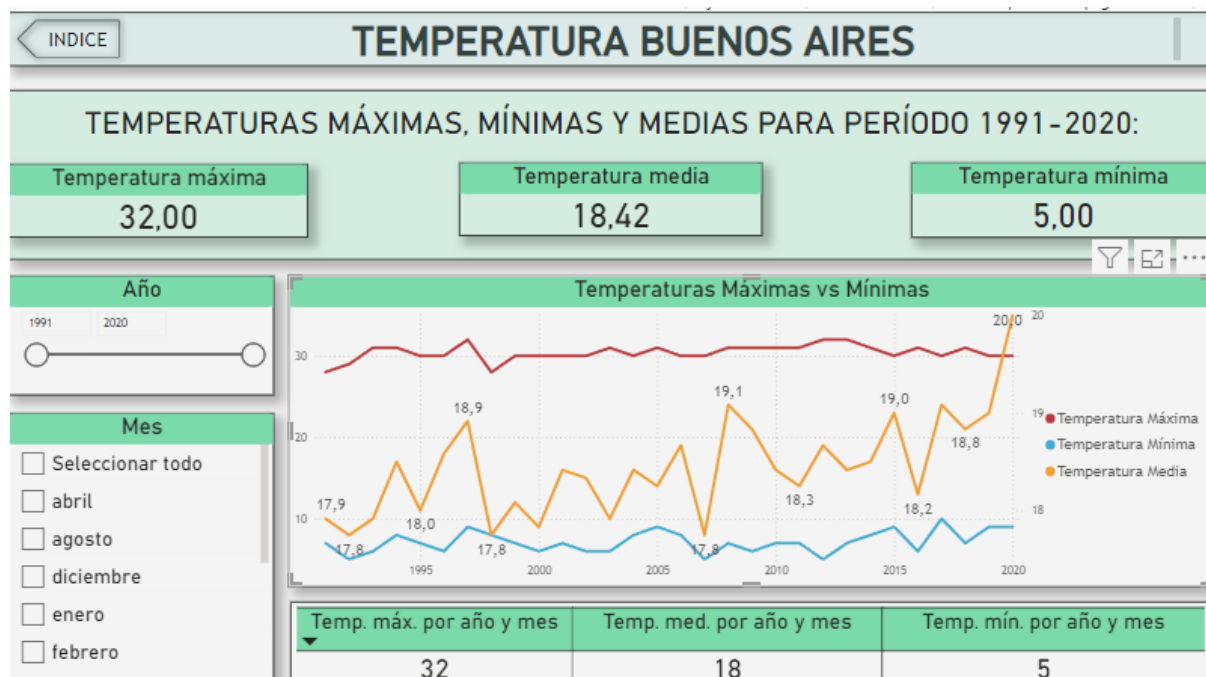 INDICE
TEMPERATURA BUENOS AIRES
TEMPERATURAS MÁXIMAS, MÍNIMAS Y MEDIAS PARA PERÍODO 1991-2020:
Temperatura máxima
32,00
Temperatura media
18,42
Temperatura mínima
5,00
Año
1991 2020
Mes
Seleccionar todo
abril
agosto
diciembre
enero
febrero
Temperaturas Máximas vs Mínimas
30
20
10
20
19
18
17,9
17,8
18,0
18,9
17,8
17,8
19,1
18,3
19,0
18,2
18,8
20,0
1995 2000 2005 2010 2015 2020
Temperatura Máxima
Temperatura Mínima
Temperatura Media
Temp. máx. por año y mes Temp. med. por año y mes Temp. mín. por año y mes
32 18 5